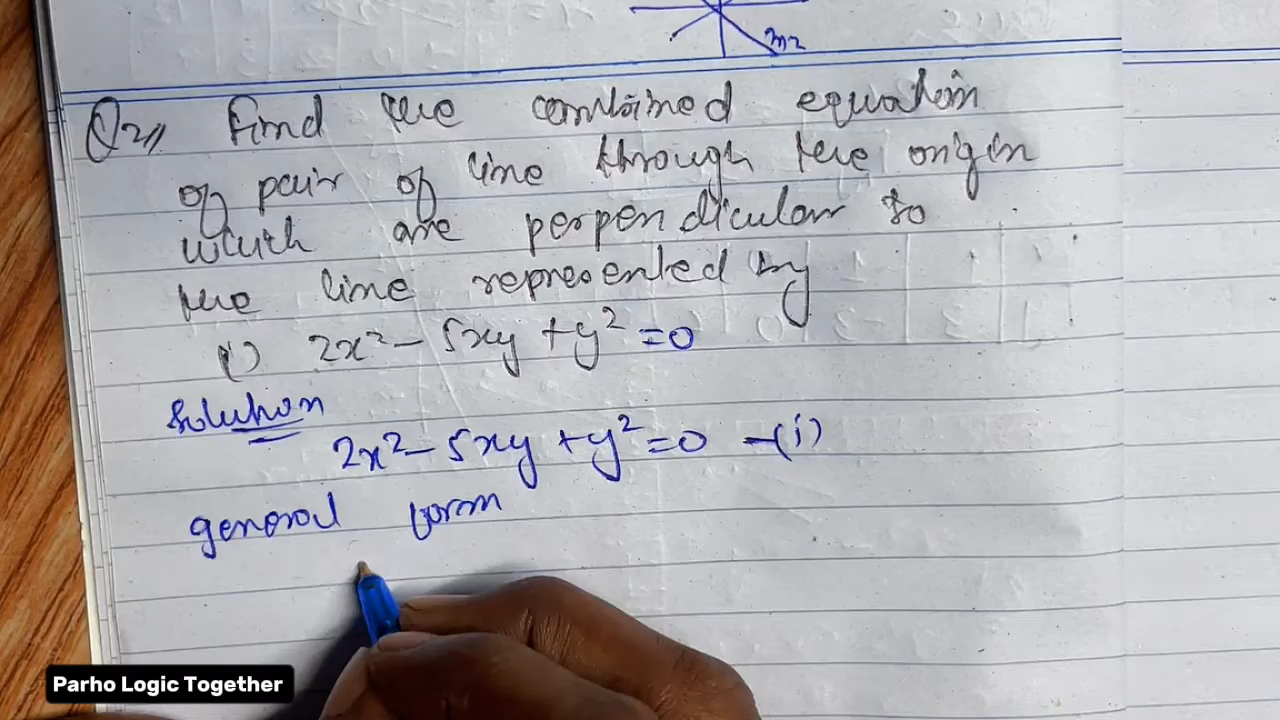 m2
Q2 Find the combined equation
of pair of line through the origin
which are perpendicular to
the line represented by
(i) 2x² - 5xy + y² = 0
Solution
2x² - 5xy + y² = 0 -(i)
general form
Parho Logic Together